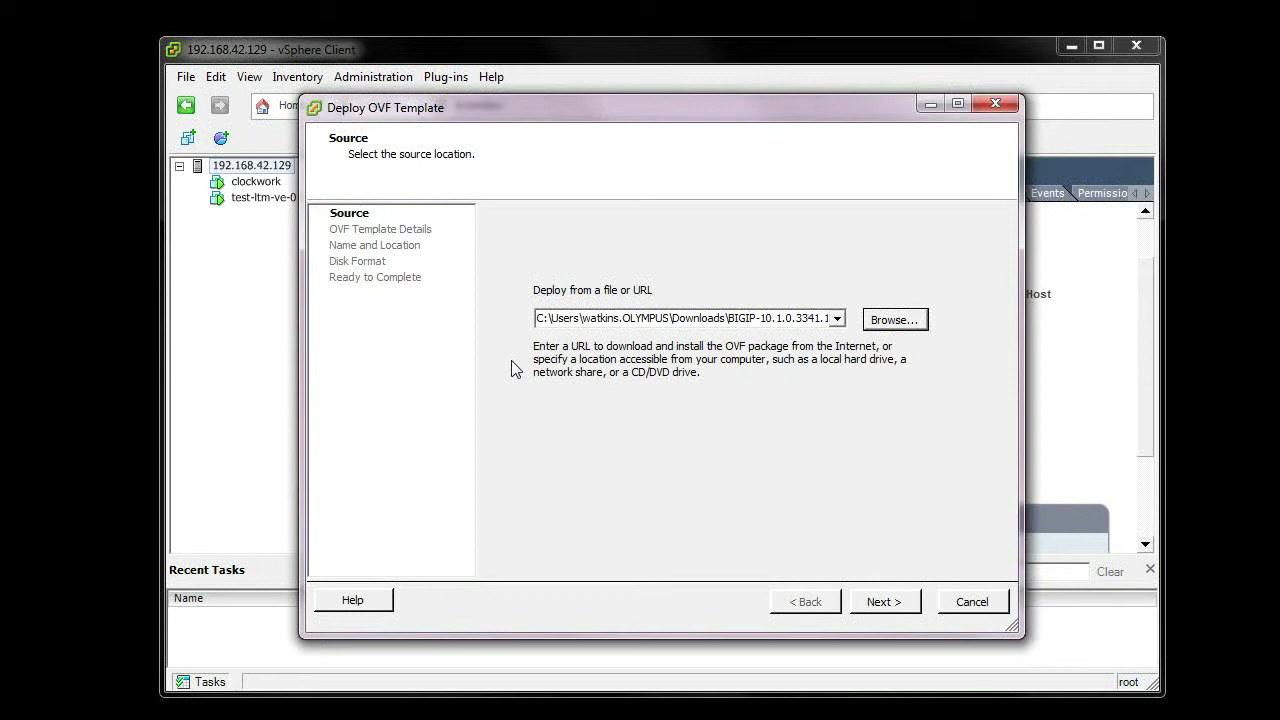 192.168.42.129 - vSphere Client
File Edit View Inventory Administration Plug-ins Help
Deploy OVF Template
Source
Select the source location.
192.168.42.129
clockwork
test-ltm-ve-0
Events Permissio
Source
OVF Template Details
Name and Location
Disk Format
Ready to Complete
Deploy from a file or URL
C:\Users\watkins.OLYMPUS\Downloads\BIGIP-10.1.0.3341.1
Browse...
Enter a URL to download and install the OVF package from the Internet, or
specify a location accessible from your computer, such as a local hard drive, a
network share, or a CD/DVD drive.
Host
Recent Tasks
Clear
Name
Help
< Back Next > Cancel
Tasks
root